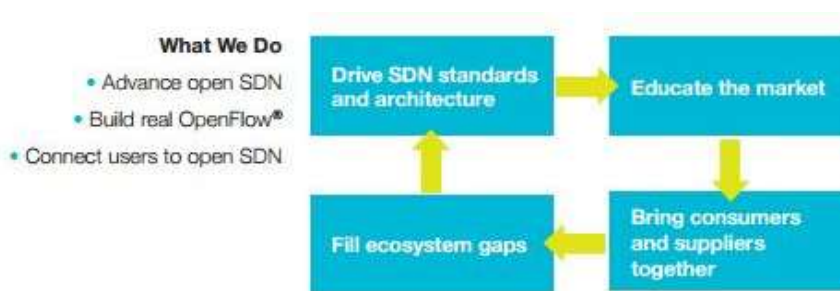 What We Do
• Advance open SDN
• Build real OpenFlow®
• Connect users to open SDN
Drive SDN standards
and architecture
Educate the market
Bring consumers
and suppliers
together
Fill ecosystem gaps